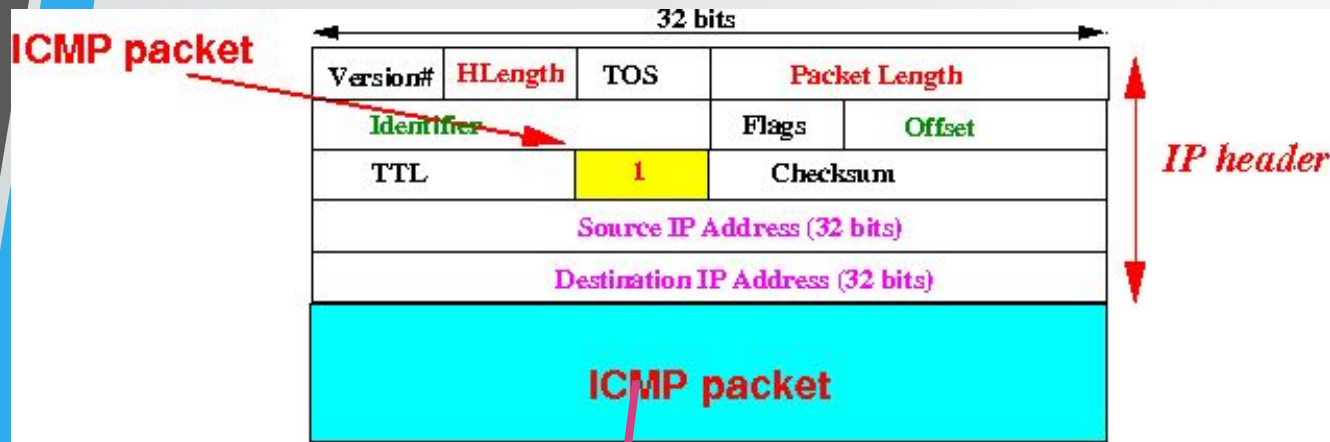 32 bits
ICMP packet
Version# HLength TOS Packet Length
Identifier Flags Offset
TTL 1 Checksum
IP header
Source IP Address (32 bits)
Destination IP Address (32 bits)
ICMP packet